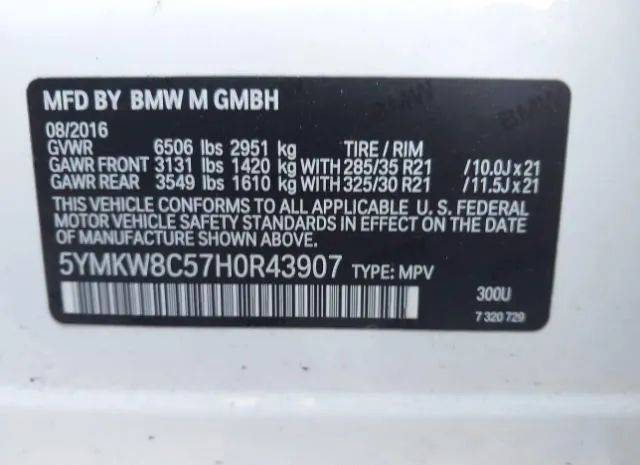 MFD BY BMW M GMBH
08/2016
GVWR 6506 lbs 2951 kg TIRE / RIM
GAWR FRONT 3131 lbs 1420 kg WITH 285/35 R21 /10.0J x 21
GAWR REAR 3549 lbs 1610 kg WITH 325/30 R21 /11.5J x 21
THIS VEHICLE CONFORMS TO ALL APPLICABLE U. S. FEDERAL
MOTOR VEHICLE SAFETY STANDARDS IN EFFECT ON THE DATE
OF MANUFACTURE SHOWN ABOVE.
5YMKW8C57H0R43907 TYPE: MPV
300U
7 320 729